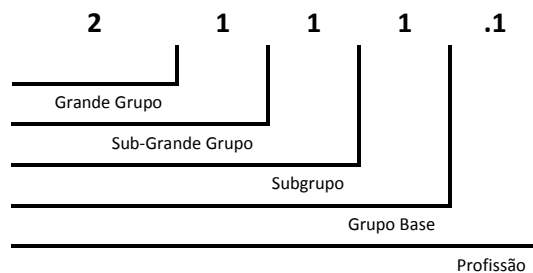 2 1 1 1 .1
Grande Grupo
Sub-Grande Grupo
Subgrupo
Grupo Base
Profissão